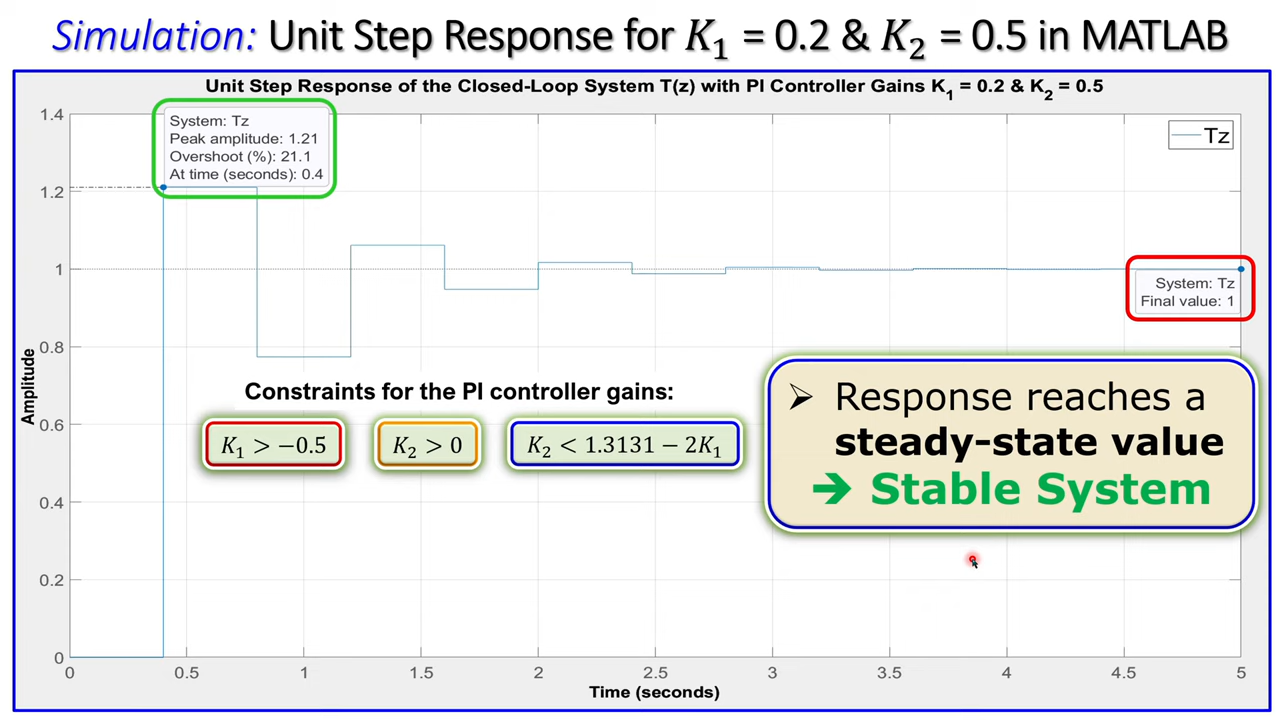 Simulation: Unit Step Response for K₁ = 0.2 & K₂ = 0.5 in MATLAB
Unit Step Response of the Closed-Loop System T(z) with PI Controller Gains K₁ = 0.2 & K₂ = 0.5
System: Tz
Peak amplitude: 1.21
Overshoot (%): 21.1
At time (seconds): 0.4
Tz
1.4
1.2
1
0.8
0.6
0.4
0.2
0
Amplitude
System: Tz
Final value: 1
Constraints for the PI controller gains:
K₁ > −0.5
K₂ > 0
K₂ < 1.3131 − 2K₁
➢ Response reaches a
steady-state value
➔ Stable System
0 0.5 1 1.5 2 2.5 3 3.5 4 4.5 5
Time (seconds)